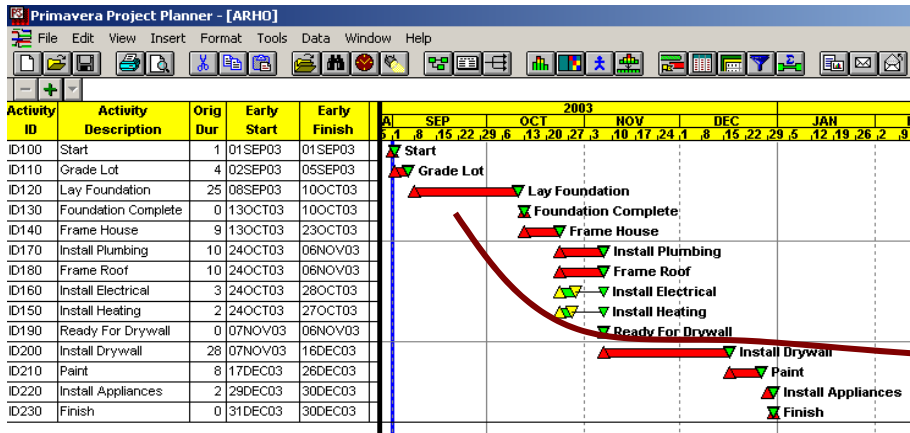 Primavera Project Planner - [ARHO]
File Edit View Insert Format Tools Data Window Help
Activity ID Activity Description Orig Dur Early Start Early Finish
2003
A SEP OCT NOV DEC JAN
5 ,1 ,8 ,15 ,22 ,29 ,6 ,13 ,20 ,27 ,3 ,10 ,17 ,24 ,1 ,8 ,15 ,22 ,29 ,5 ,12 ,19 ,26 ,2 ,9
ID100 Start 1 01SEP03 01SEP03 Start
ID110 Grade Lot 4 02SEP03 05SEP03 Grade Lot
ID120 Lay Foundation 25 08SEP03 10OCT03 Lay Foundation
ID130 Foundation Complete 0 13OCT03 10OCT03 Foundation Complete
ID140 Frame House 9 13OCT03 23OCT03 Frame House
ID170 Install Plumbing 10 24OCT03 06NOV03 Install Plumbing
ID180 Frame Roof 10 24OCT03 06NOV03 Frame Roof
ID160 Install Electrical 3 24OCT03 28OCT03 Install Electrical
ID150 Install Heating 2 24OCT03 27OCT03 Install Heating
ID190 Ready For Drywall 0 07NOV03 06NOV03 Ready For Drywall
ID200 Install Drywall 28 07NOV03 16DEC03 Install Drywall
ID210 Paint 8 17DEC03 26DEC03 Paint
ID220 Install Appliances 2 29DEC03 30DEC03 Install Appliances
ID230 Finish 0 31DEC03 30DEC03 Finish